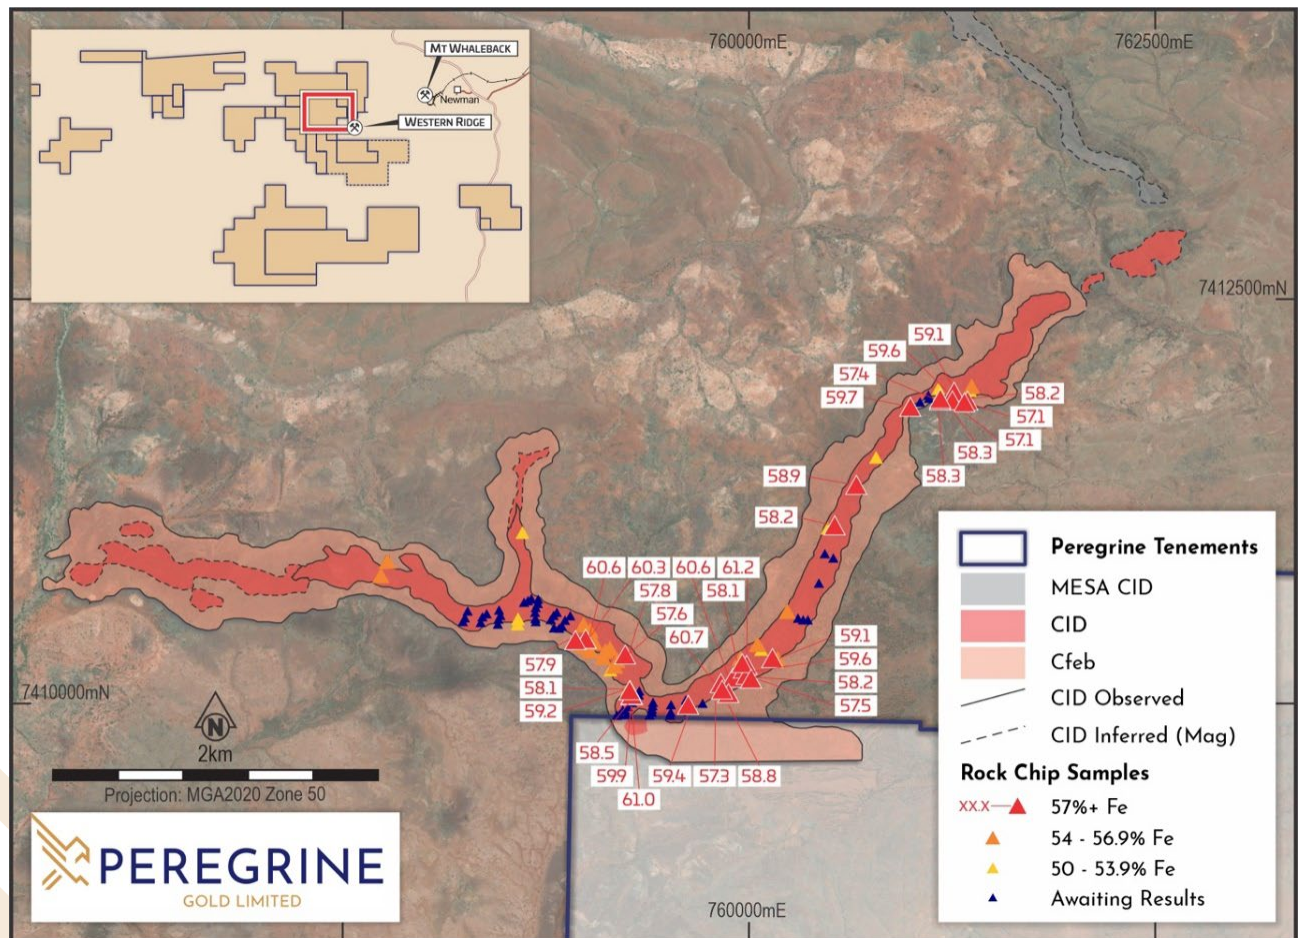 760000mE
762500mE
MT WHALEBACK
Newman
WESTERN RIDGE
7412500mN
59.1
59.6
57.4
59.7
58.2
57.1
57.1
58.3
58.3
58.9
58.2
60.6 60.3 60.6 61.2
57.8 58.1
57.6
60.7
57.9
58.1
59.2
59.1
59.6
58.2
57.5
58.5
59.9 59.4 57.3 58.8
61.0
7410000mN
N
2km
Projection: MGA2020 Zone 50
PEREGRINE
GOLD LIMITED
760000mE
Peregrine Tenements
MESA CID
CID
Cfeb
CID Observed
CID Inferred (Mag)
Rock Chip Samples
XX.X 57%+ Fe
54 - 56.9% Fe
50 - 53.9% Fe
Awaiting Results